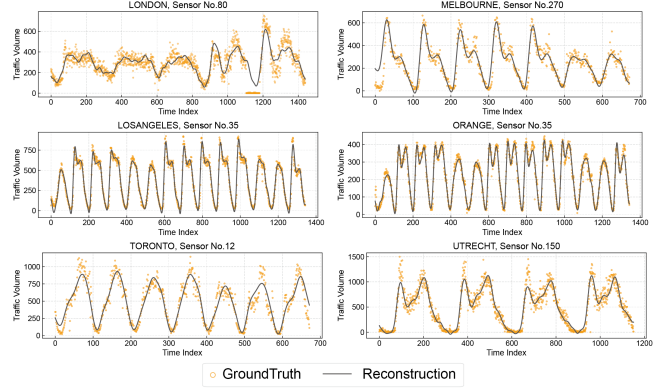 LONDON, Sensor No.80
MELBOURNE, Sensor No.270
Traffic Volume
600
400
200
0
0 200 400 600 800 1000 1200 1400
Time Index
Traffic Volume
600
400
200
0
0 100 200 300 400 500 600 700
Time Index
LOSANGELES, Sensor No.35
ORANGE, Sensor No.35
Traffic Volume
750
500
250
0
0 200 400 600 800 1000 1200 1400
Time Index
Traffic Volume
400
300
200
100
0
0 200 400 600 800 1000 1200 1400
Time Index
TORONTO, Sensor No.12
UTRECHT, Sensor No.150
Traffic Volume
1000
750
500
250
0
0 100 200 300 400 500 600 700
Time Index
Traffic Volume
1500
1000
500
0
0 200 400 600 800 1000 1200
Time Index
GroundTruth
Reconstruction